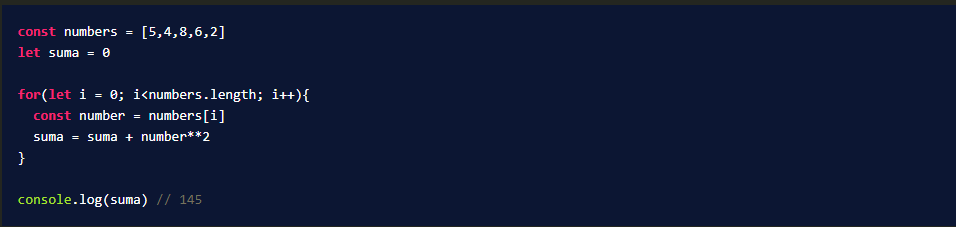 const numbers = [5,4,8,6,2]
let suma = 0
for(let i = 0; i<numbers.length; i++){
  const number = numbers[i]
  suma = suma + number**2
}
console.log(suma) // 145